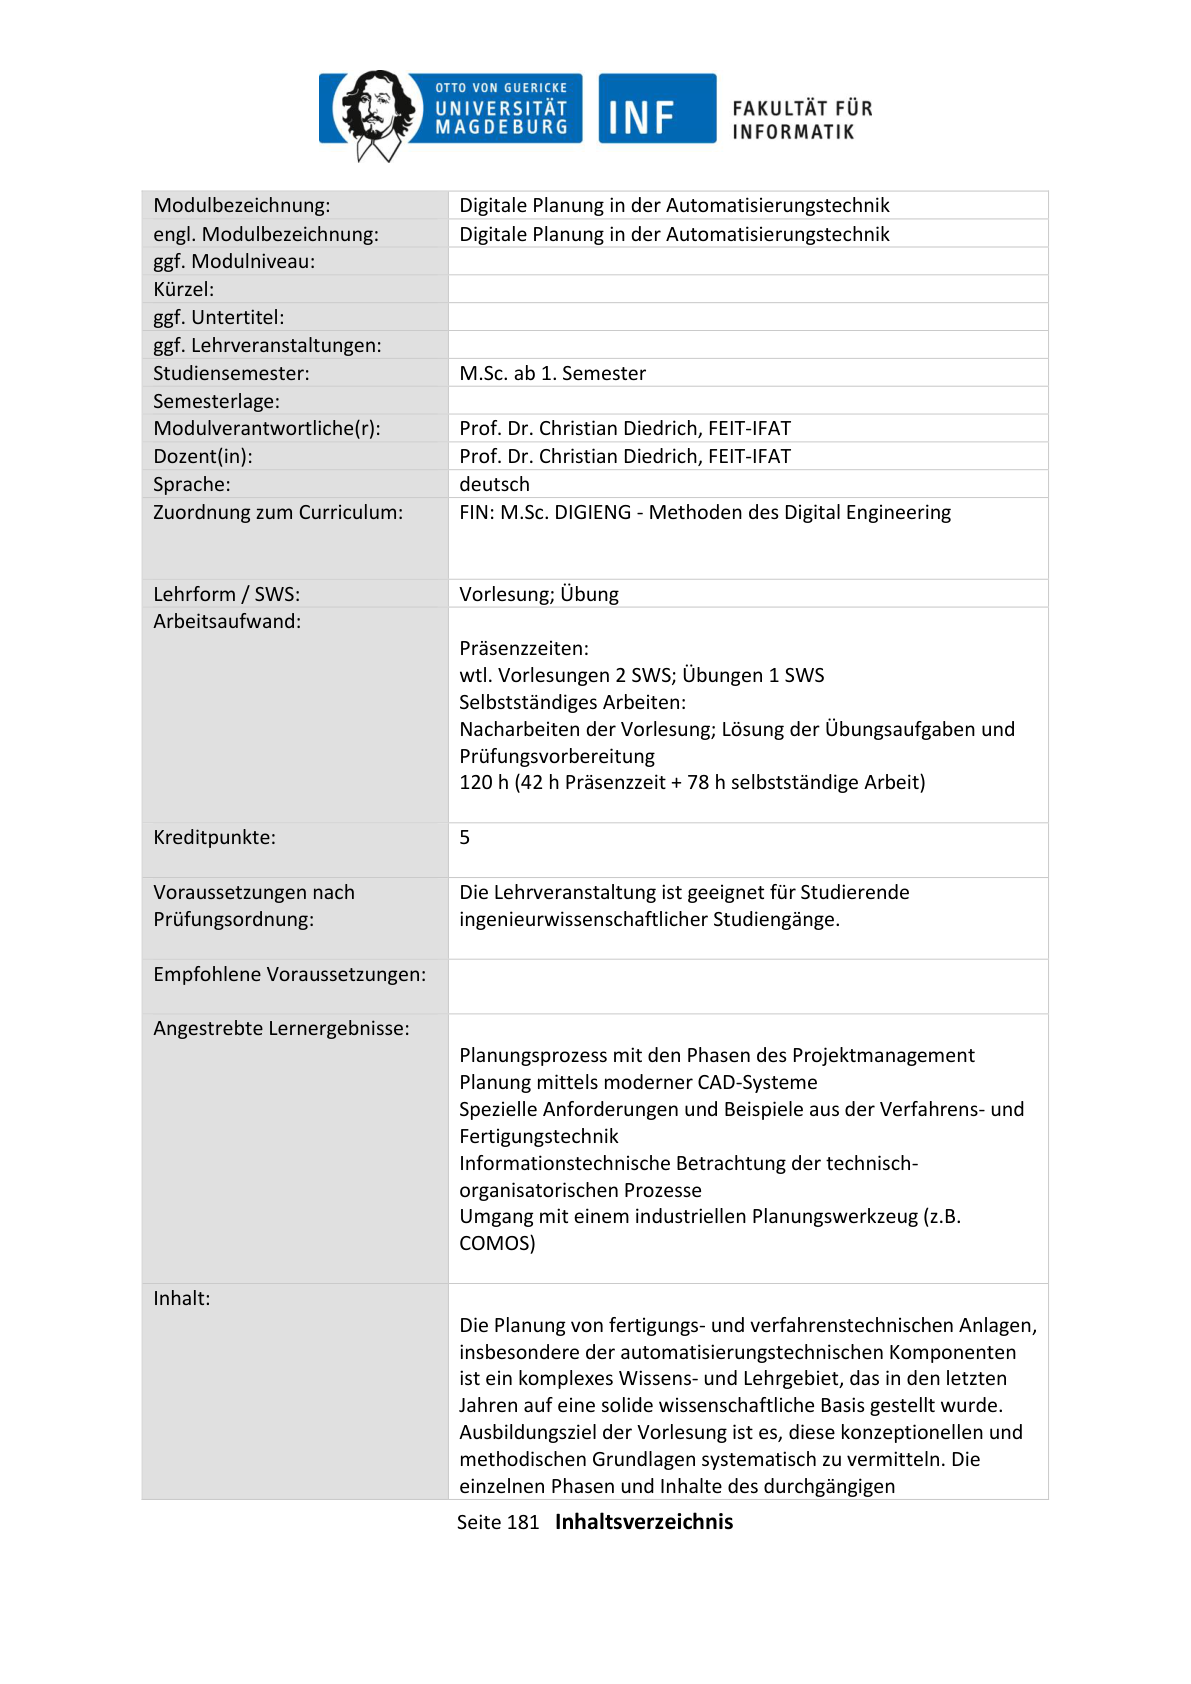 OTTO VON GUERICKE
UNIVERSITÄT
MAGDEBURG
INF
FAKULTÄT FÜR
INFORMATIK
Modulbezeichnung: Digitale Planung in der Automatisierungstechnik
engl. Modulbezeichnung: Digitale Planung in der Automatisierungstechnik
ggf. Modulniveau:
Kürzel:
ggf. Untertitel:
ggf. Lehrveranstaltungen:
Studiensemester: M.Sc. ab 1. Semester
Semesterlage:
Modulverantwortliche(r): Prof. Dr. Christian Diedrich, FEIT-IFAT
Dozent(in): Prof. Dr. Christian Diedrich, FEIT-IFAT
Sprache: deutsch
Zuordnung zum Curriculum: FIN: M.Sc. DIGIENG - Methoden des Digital Engineering
Lehrform / SWS: Vorlesung; Übung
Arbeitsaufwand:
Präsenzzeiten:
wtl. Vorlesungen 2 SWS; Übungen 1 SWS
Selbstständiges Arbeiten:
Nacharbeiten der Vorlesung; Lösung der Übungsaufgaben und
Prüfungsvorbereitung
120 h (42 h Präsenzzeit + 78 h selbstständige Arbeit)
Kreditpunkte: 5
Voraussetzungen nach Die Lehrveranstaltung ist geeignet für Studierende
Prüfungsordnung: ingenieurwissenschaftlicher Studiengänge.
Empfohlene Voraussetzungen:
Angestrebte Lernergebnisse:
Planungsprozess mit den Phasen des Projektmanagement
Planung mittels moderner CAD-Systeme
Spezielle Anforderungen und Beispiele aus der Verfahrens- und
Fertigungstechnik
Informationstechnische Betrachtung der technisch-
organisatorischen Prozesse
Umgang mit einem industriellen Planungswerkzeug (z.B.
COMOS)
Inhalt:
Die Planung von fertigungs- und verfahrenstechnischen Anlagen,
insbesondere der automatisierungstechnischen Komponenten
ist ein komplexes Wissens- und Lehrgebiet, das in den letzten
Jahren auf eine solide wissenschaftliche Basis gestellt wurde.
Ausbildungsziel der Vorlesung ist es, diese konzeptionellen und
methodischen Grundlagen systematisch zu vermitteln. Die
einzelnen Phasen und Inhalte des durchgängigen
Seite 181 Inhaltsverzeichnis